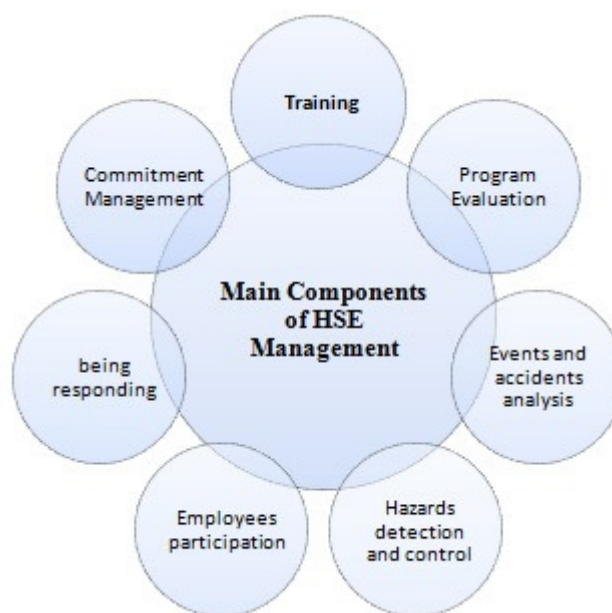 Training
Commitment
Management
Program
Evaluation
Main Components
of HSE
Management
being
responding
Events and
accidents
analysis
Employees
participation
Hazards
detection
and control